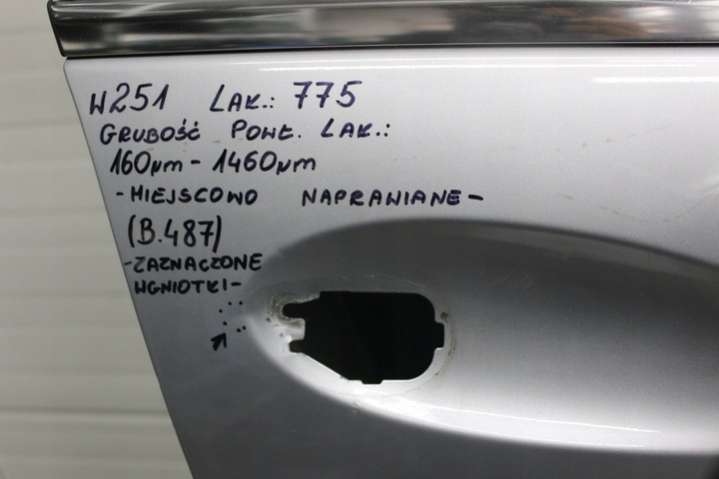 W251 LAK.: 775
GRUBOŚĆ POWŁ. LAK.:
160µm - 1460µm
- MIEJSCOWO NAPRAWIANE -
(B.487)
- ZAZNACZONE
WGNIOTKI -